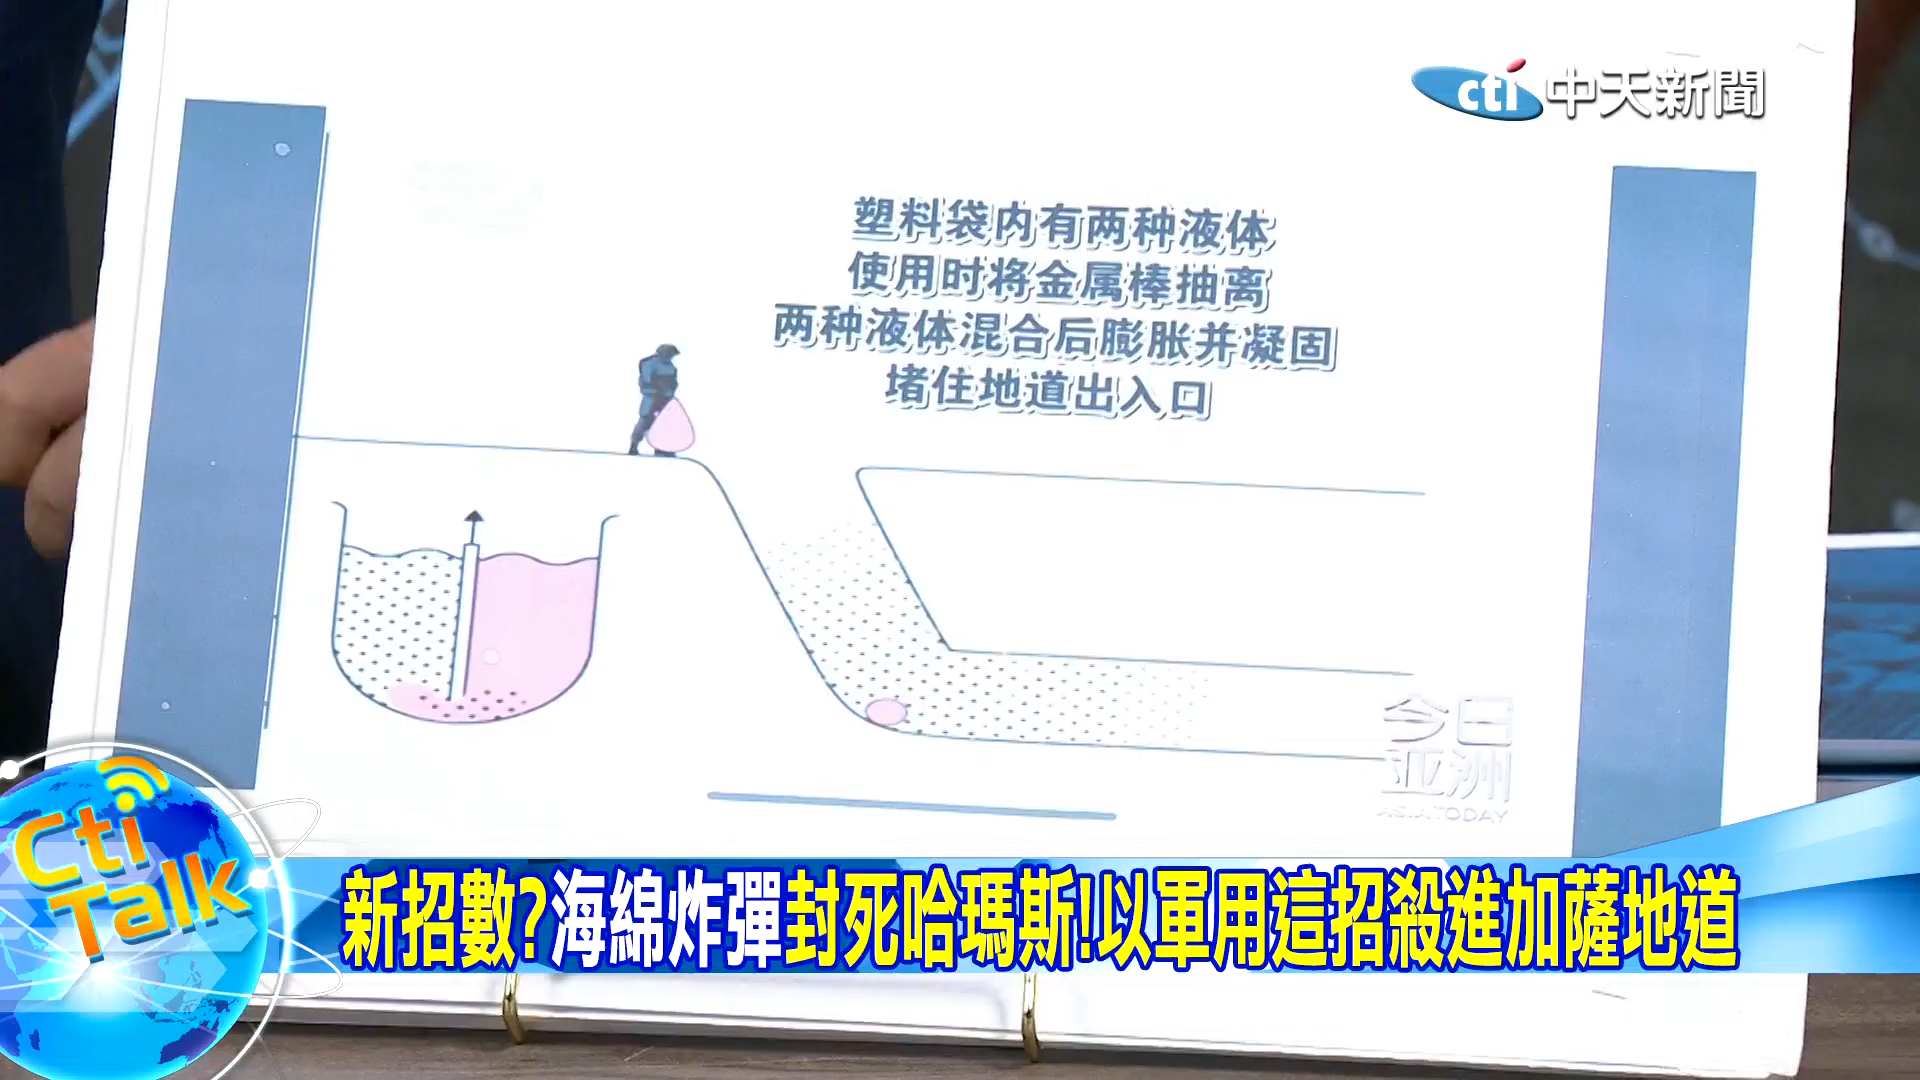 cti 中天新聞
塑料袋内有两种液体
使用时将金属棒抽离
两种液体混合后膨胀并凝固
堵住地道出入口
今日
亚洲
ASIA TODAY
Cti
Talk
新招數?海綿炸彈封死哈瑪斯!以軍用這招殺進加薩地道